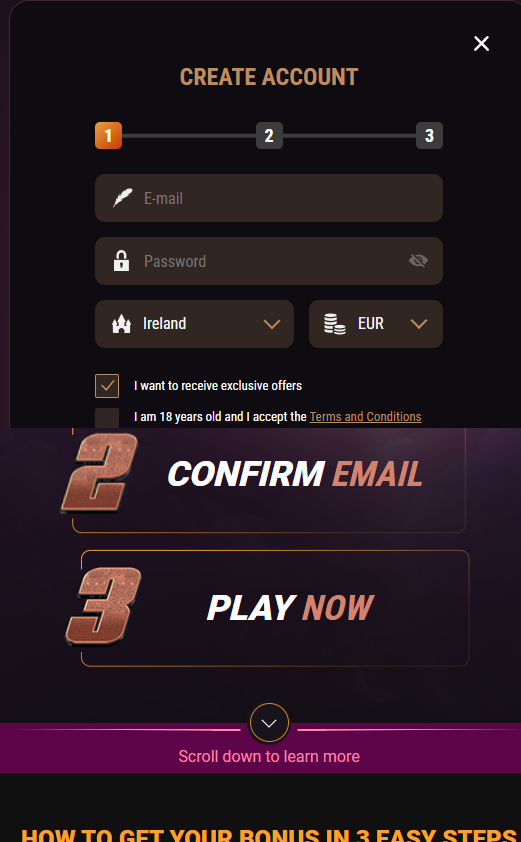 CREATE ACCOUNT
1 2 3
E-mail
Password
Ireland EUR
I want to receive exclusive offers
I am 18 years old and I accept the Terms and Conditions
2 CONFIRM EMAIL
3 PLAY NOW
Scroll down to learn more
HOW TO GET YOUR BONUS IN 3 EASY STEPS